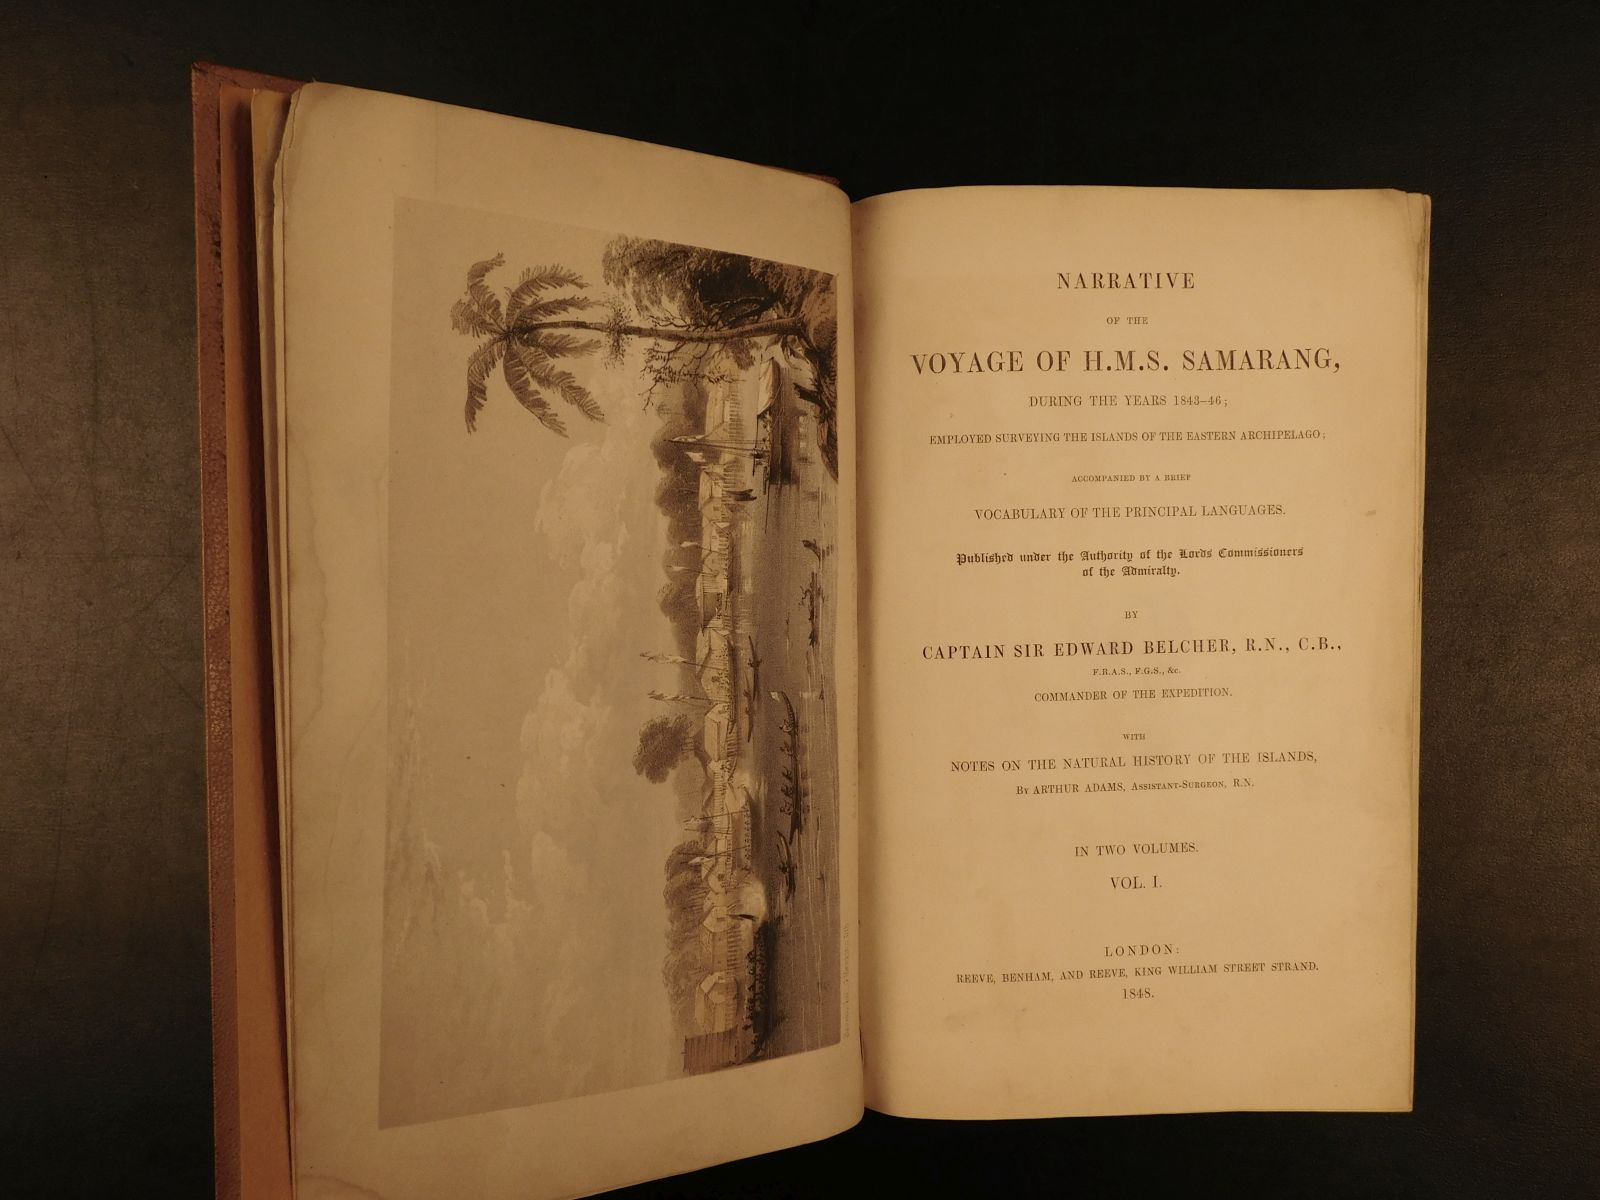 NARRATIVE
OF THE
VOYAGE OF H.M.S. SAMARANG,
DURING THE YEARS 1843–46;
EMPLOYED SURVEYING THE ISLANDS OF THE EASTERN ARCHIPELAGO;
ACCOMPANIED BY A BRIEF
VOCABULARY OF THE PRINCIPAL LANGUAGES.
Published under the Authority of the Lords Commissioners
of the Admiralty.
BY
CAPTAIN SIR EDWARD BELCHER, R.N., C.B.,
F.R.A.S., F.G.S., &c.
COMMANDER OF THE EXPEDITION.
WITH
NOTES ON THE NATURAL HISTORY OF THE ISLANDS,
By ARTHUR ADAMS, Assistant-Surgeon, R.N.
IN TWO VOLUMES.
VOL. I.
LONDON:
REEVE, BENHAM, AND REEVE, KING WILLIAM STREET STRAND.
1848.